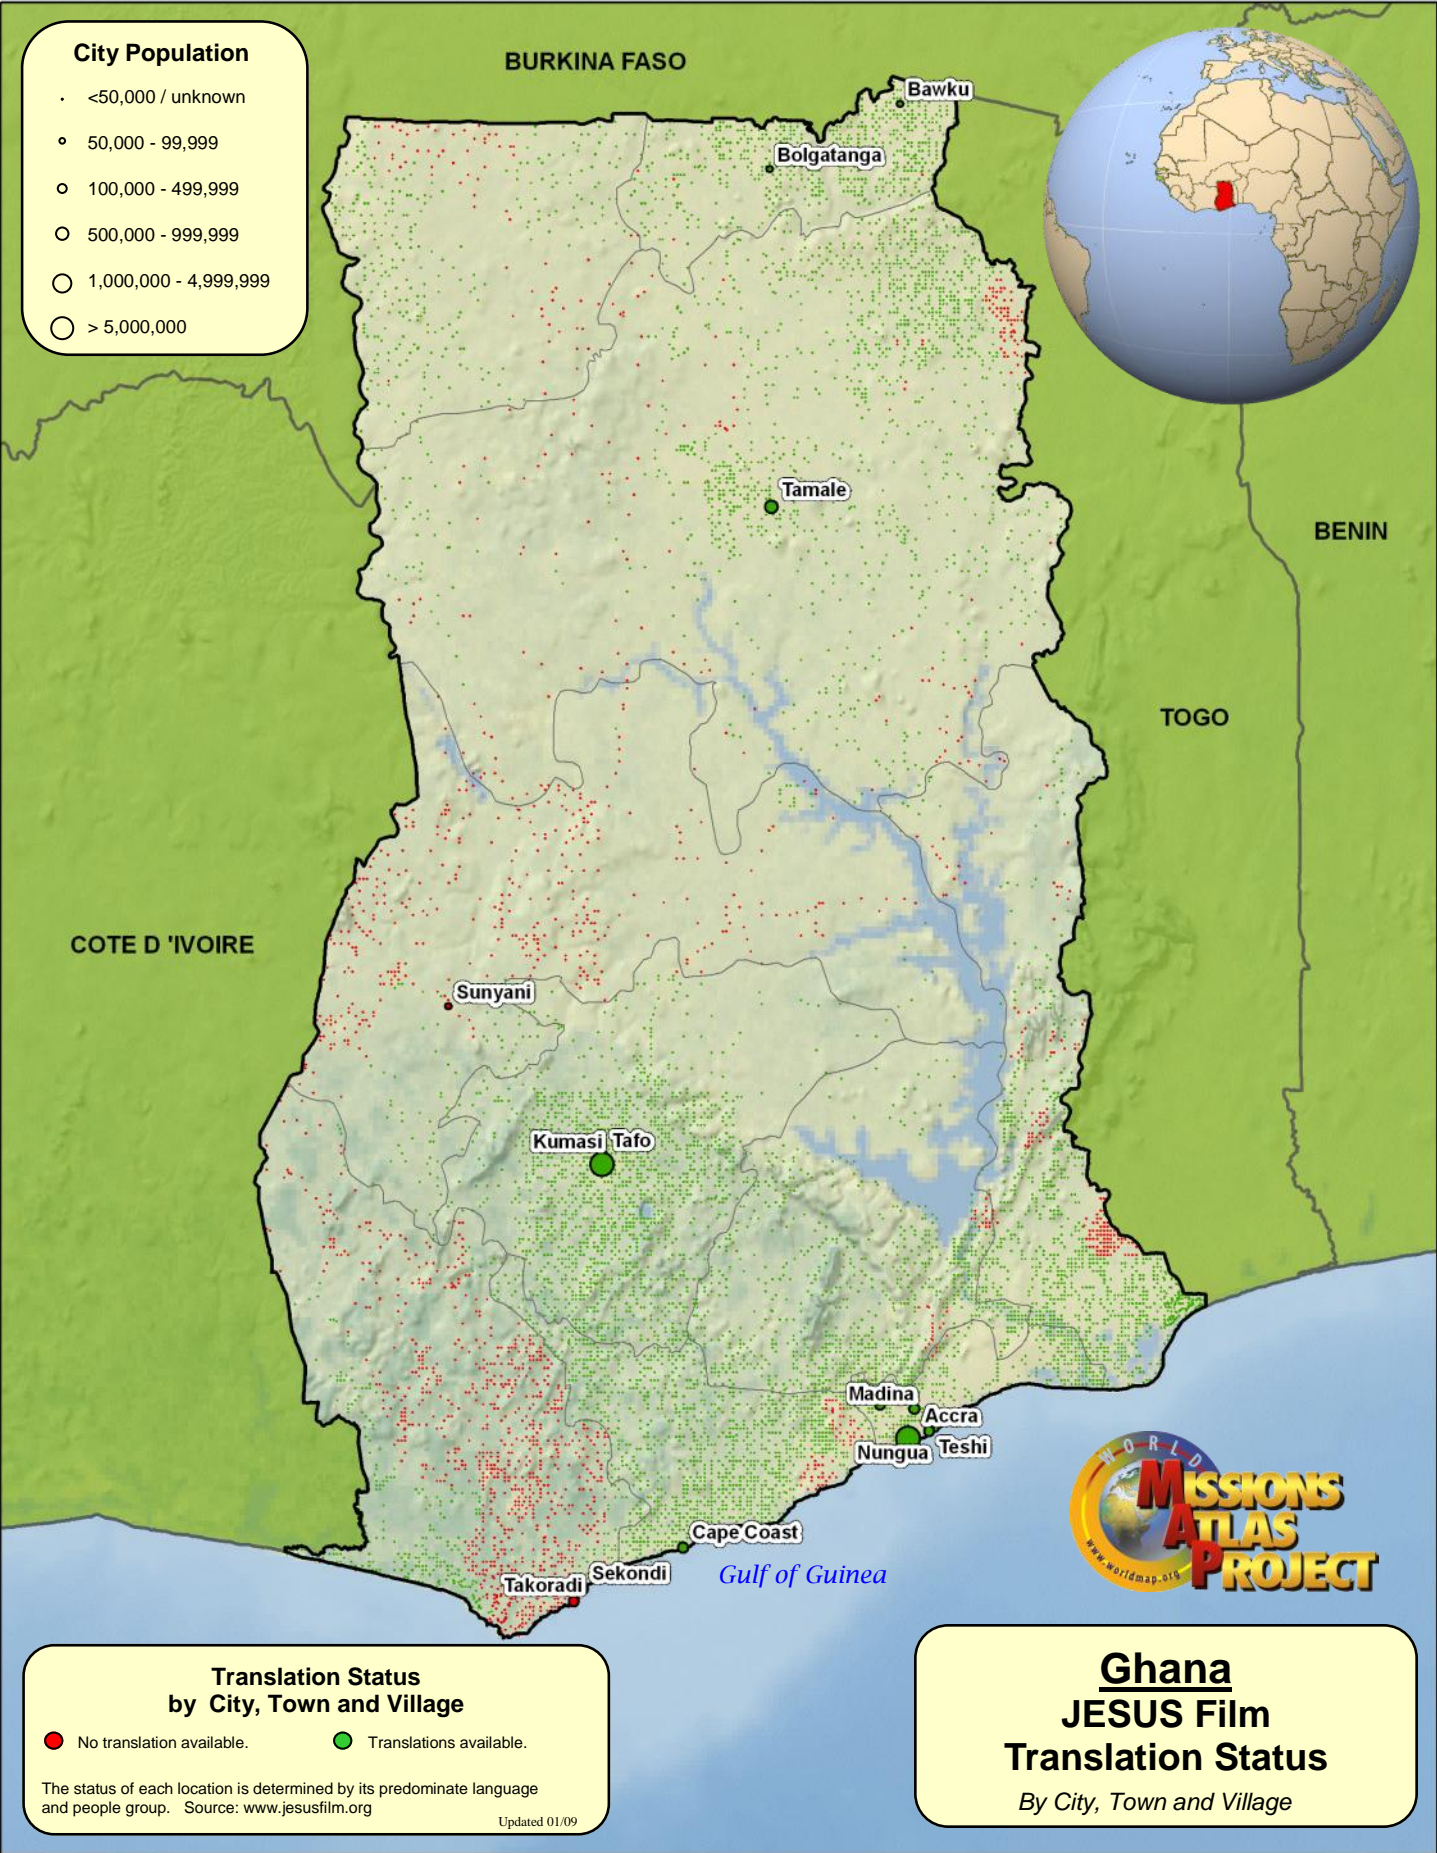 City Population
<50,000 / unknown
50,000 - 99,999
100,000 - 499,999
500,000 - 999,999
1,000,000 - 4,999,999
> 5,000,000
BURKINA FASO
Bawku
Bolgatanga
Tamale
BENIN
TOGO
COTE D 'IVOIRE
Sunyani
Kumasi
Tafo
Madina
Accra
Nungua
Teshi
Cape Coast
Sekondi
Takoradi
Gulf of Guinea
WORLD
MISSIONS
ATLAS
PROJECT
www.worldmap.org
Translation Status
by City, Town and Village
No translation available.
Translations available.
The status of each location is determined by its predominate language
and people group. Source: www.jesusfilm.org
Updated 01/09
Ghana
JESUS Film
Translation Status
By City, Town and Village